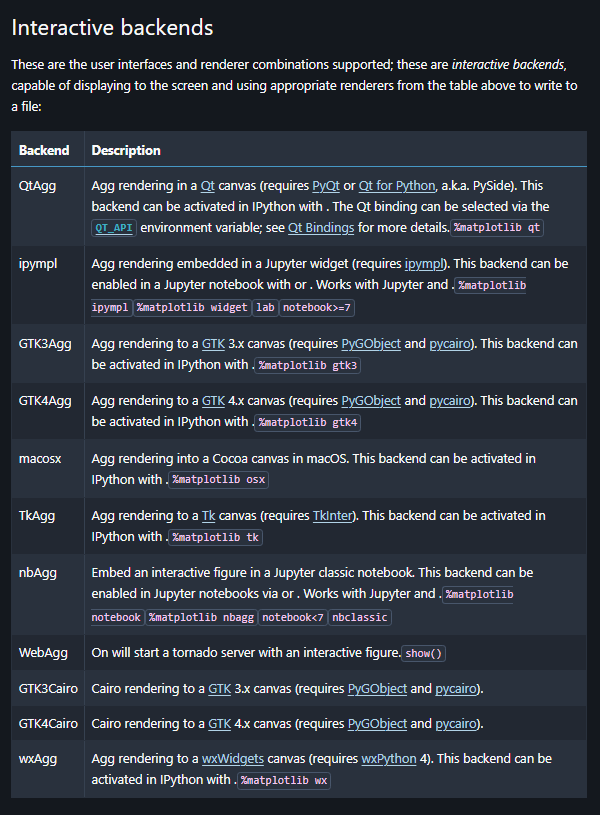 Interactive backends
These are the user interfaces and renderer combinations supported; these are interactive backends,
capable of displaying to the screen and using appropriate renderers from the table above to write to
a file:
Backend Description
QtAgg Agg rendering in a Qt canvas (requires PyQt or Qt for Python, a.k.a. PySide). This
backend can be activated in IPython with . The Qt binding can be selected via the
QT_API environment variable; see Qt Bindings for more details. %matplotlib qt
ipympl Agg rendering embedded in a Jupyter widget (requires ipympl). This backend can be
enabled in a Jupyter notebook with or . Works with Jupyter and . %matplotlib
ipympl %matplotlib widget lab notebook>=7
GTK3Agg Agg rendering to a GTK 3.x canvas (requires PyGObject and pycairo). This backend can
be activated in IPython with . %matplotlib gtk3
GTK4Agg Agg rendering to a GTK 4.x canvas (requires PyGObject and pycairo). This backend can
be activated in IPython with . %matplotlib gtk4
macosx Agg rendering into a Cocoa canvas in macOS. This backend can be activated in
IPython with . %matplotlib osx
TkAgg Agg rendering to a Tk canvas (requires TkInter). This backend can be activated in
IPython with . %matplotlib tk
nbAgg Embed an interactive figure in a Jupyter classic notebook. This backend can be
enabled in Jupyter notebooks via or . Works with Jupyter and . %matplotlib
notebook %matplotlib nbagg notebook<7 nbclassic
WebAgg On will start a tornado server with an interactive figure. show()
GTK3Cairo Cairo rendering to a GTK 3.x canvas (requires PyGObject and pycairo).
GTK4Cairo Cairo rendering to a GTK 4.x canvas (requires PyGObject and pycairo).
wxAgg Agg rendering to a wxWidgets canvas (requires wxPython 4). This backend can be
activated in IPython with . %matplotlib wx